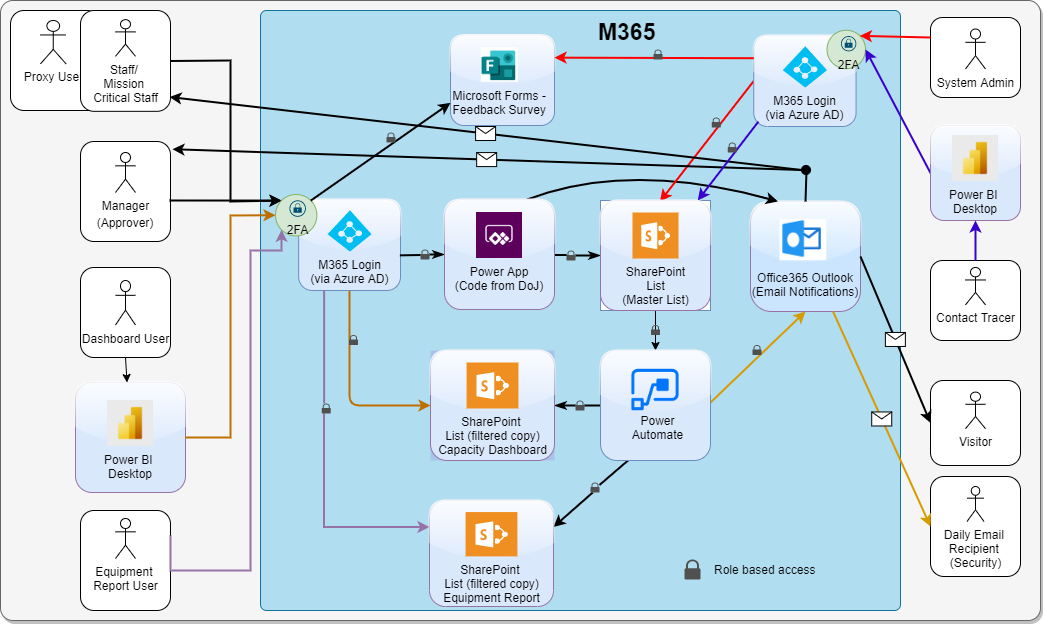 M365
Proxy Use
Staff/
Mission
Critical Staff
Microsoft Forms -
Feedback Survey
F
2FA
M365 Login
(via Azure AD)
System Admin
Manager
(Approver)
Power BI
Desktop
2FA
M365 Login
(via Azure AD)
Power App
(Code from DoJ)
S
SharePoint
List
(Master List)
Office365 Outlook
(Email Notifications)
Contact Tracer
Dashboard User
Power BI
Desktop
S
SharePoint
List (filtered copy)
Capacity Dashboard
Power
Automate
Visitor
Equipment
Report User
S
SharePoint
List (filtered copy)
Equipment Report
Role based access
Daily Email
Recipient
(Security)